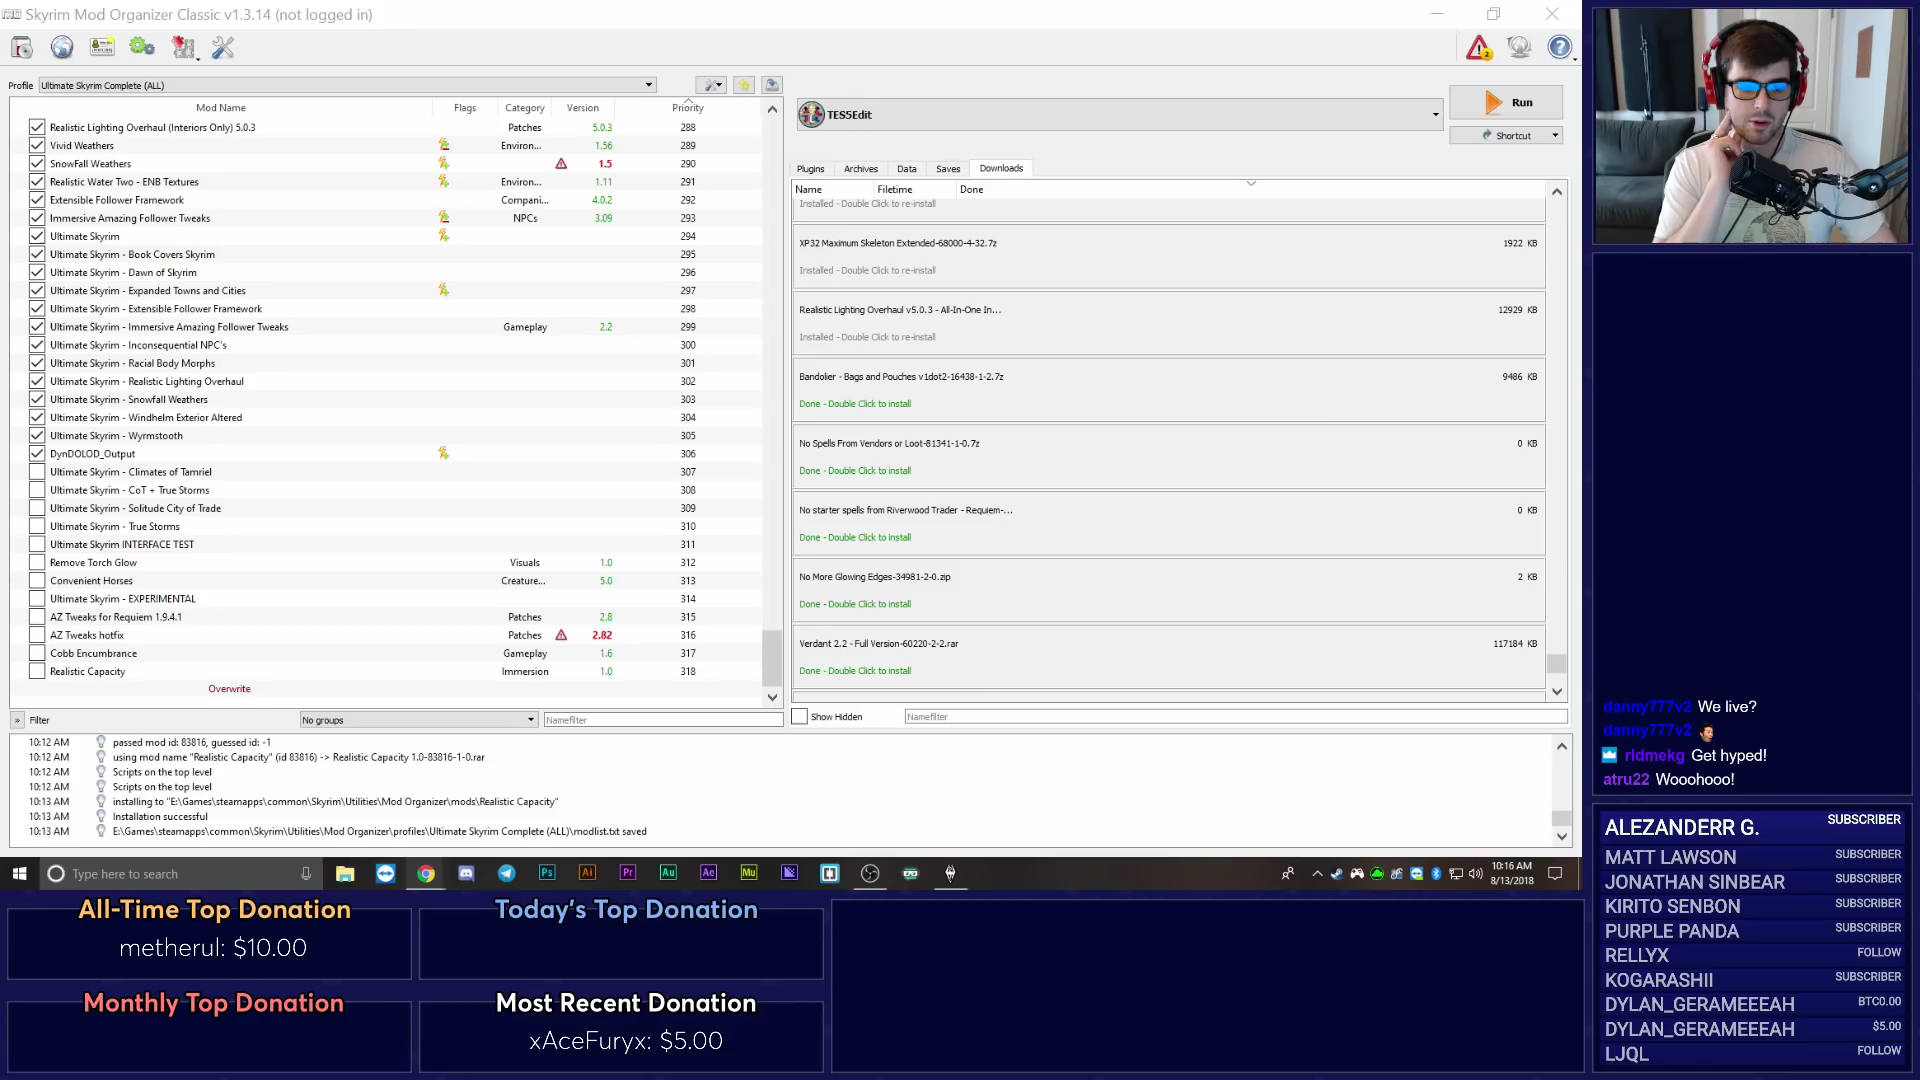 Skyrim Mod Organizer Classic v1.3.14 (not logged in)
Profile Ultimate Skyrim Complete (ALL)
Mod Name Flags Category Version Priority
Realistic Lighting Overhaul (Interiors Only) 5.0.3 Patches 5.0.3 288
Vivid Weathers Environ... 1.56 289
SnowFall Weathers 1.5 290
Realistic Water Two - ENB Textures Environ... 1.11 291
Extensible Follower Framework Compani... 4.0.2 292
Immersive Amazing Follower Tweaks NPCs 3.09 293
Ultimate Skyrim 294
Ultimate Skyrim - Book Covers Skyrim 295
Ultimate Skyrim - Dawn of Skyrim 296
Ultimate Skyrim - Expanded Towns and Cities 297
Ultimate Skyrim - Extensible Follower Framework 298
Ultimate Skyrim - Immersive Amazing Follower Tweaks Gameplay 2.2 299
Ultimate Skyrim - Inconsequential NPC's 300
Ultimate Skyrim - Racial Body Morphs 301
Ultimate Skyrim - Realistic Lighting Overhaul 302
Ultimate Skyrim - Snowfall Weathers 303
Ultimate Skyrim - Windhelm Exterior Altered 304
Ultimate Skyrim - Wyrmstooth 305
DynDOLOD_Output 306
Ultimate Skyrim - Climates of Tamriel 307
Ultimate Skyrim - CoT + True Storms 308
Ultimate Skyrim - Solitude City of Trade 309
Ultimate Skyrim - True Storms 310
Ultimate Skyrim INTERFACE TEST 311
Remove Torch Glow Visuals 1.0 312
Convenient Horses Creature... 5.0 313
Ultimate Skyrim - EXPERIMENTAL 314
AZ Tweaks for Requiem 1.9.4.1 Patches 2.8 315
AZ Tweaks hotfix Patches 2.82 316
Cobb Encumbrance Gameplay 1.6 317
Realistic Capacity Immersion 1.0 318
Overwrite
» Filter No groups Namefilter
TES5Edit
Run
Shortcut
Plugins Archives Data Saves Downloads
Name Filetime Done
Installed - Double Click to re-install
XP32 Maximum Skeleton Extended-68000-4-32.7z 1922 KB
Installed - Double Click to re-install
Realistic Lighting Overhaul v5.0.3 - All-In-One In... 12929 KB
Installed - Double Click to re-install
Bandolier - Bags and Pouches v1dot2-16438-1-2.7z 9486 KB
Done - Double Click to install
No Spells From Vendors or Loot-81341-1-0.7z 0 KB
Done - Double Click to install
No starter spells from Riverwood Trader - Requiem-... 0 KB
Done - Double Click to install
No More Glowing Edges-34981-2-0.zip 2 KB
Done - Double Click to install
Verdant 2.2 - Full Version-60220-2-2.rar 117184 KB
Done - Double Click to install
Show Hidden Namefilter
10:12 AM passed mod id: 83816, guessed id: -1
10:12 AM using mod name "Realistic Capacity" (id 83816) -> Realistic Capacity 1.0-83816-1-0.rar
10:12 AM Scripts on the top level
10:12 AM Scripts on the top level
10:13 AM installing to "E:\Games\steamapps\common\Skyrim\Utilities\Mod Organizer\mods\Realistic Capacity"
10:13 AM Installation successful
10:13 AM E:\Games\steamapps\common\Skyrim\Utilities\Mod Organizer\profiles\Ultimate Skyrim Complete (ALL)\modlist.txt saved
Type here to search
Ps Ai Pr Au Ae Mu
10:16 AM
8/13/2018
danny777v2 We live?
danny777v2
rldmekg Get hyped!
atru22 Wooohooo!
ALEZANDERR G. SUBSCRIBER
MATT LAWSON SUBSCRIBER
JONATHAN SINBEAR SUBSCRIBER
KIRITO SENBON SUBSCRIBER
PURPLE PANDA SUBSCRIBER
RELLYX FOLLOW
KOGARASHII SUBSCRIBER
DYLAN_GERAMEEEAH BTC0.00
DYLAN_GERAMEEEAH $5.00
LJQL FOLLOW
All-Time Top Donation
metherul: $10.00
Today's Top Donation
Monthly Top Donation
Most Recent Donation
xAceFuryx: $5.00